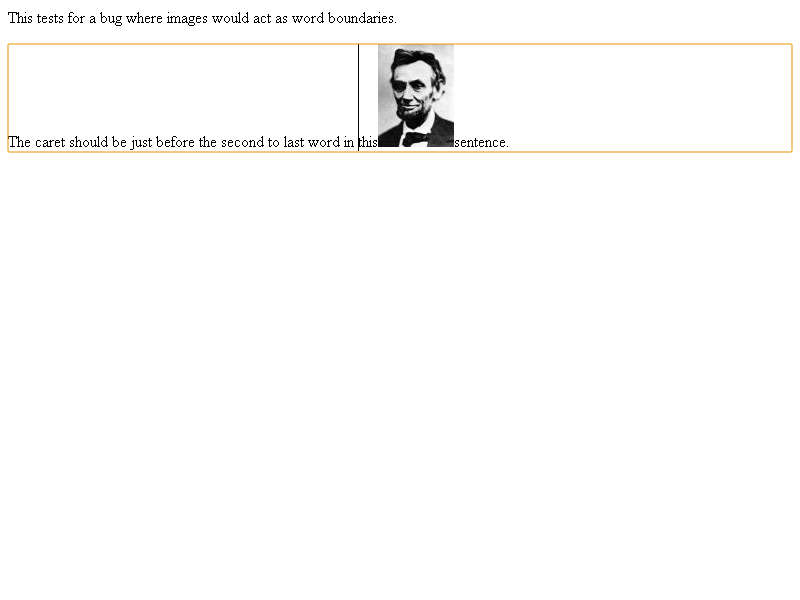 This tests for a bug where images would act as word boundaries.
The caret should be just before the second to last word in this sentence.